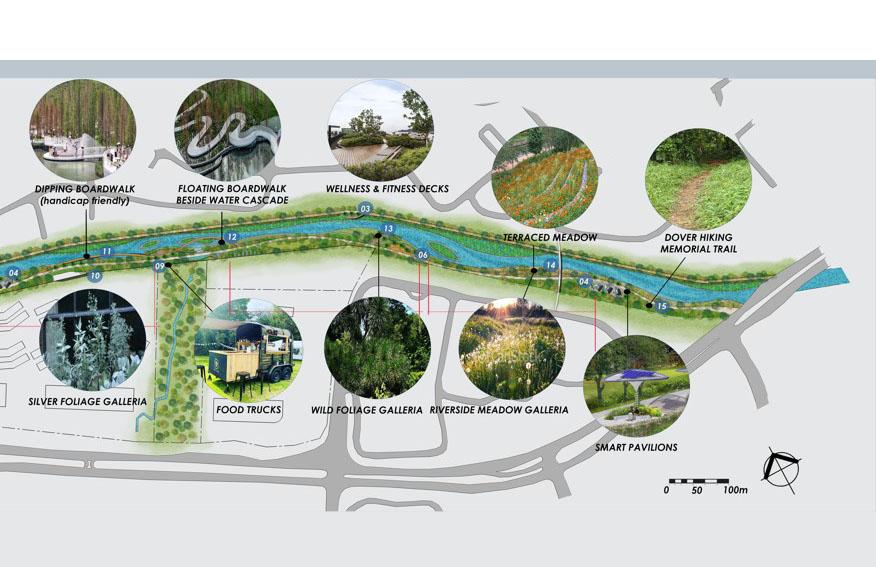 DIPPING BOARDWALK
(handicap friendly)
FLOATING BOARDWALK
BESIDE WATER CASCADE
WELLNESS & FITNESS DECKS
TERRACED MEADOW
DOVER HIKING
MEMORIAL TRAIL
03
13
12
11
06
14
09
04
10
04
15
SILVER FOLIAGE GALLERIA
FOOD TRUCKS
WILD FOLIAGE GALLERIA
RIVERSIDE MEADOW GALLERIA
SMART PAVILIONS
0 50 100m